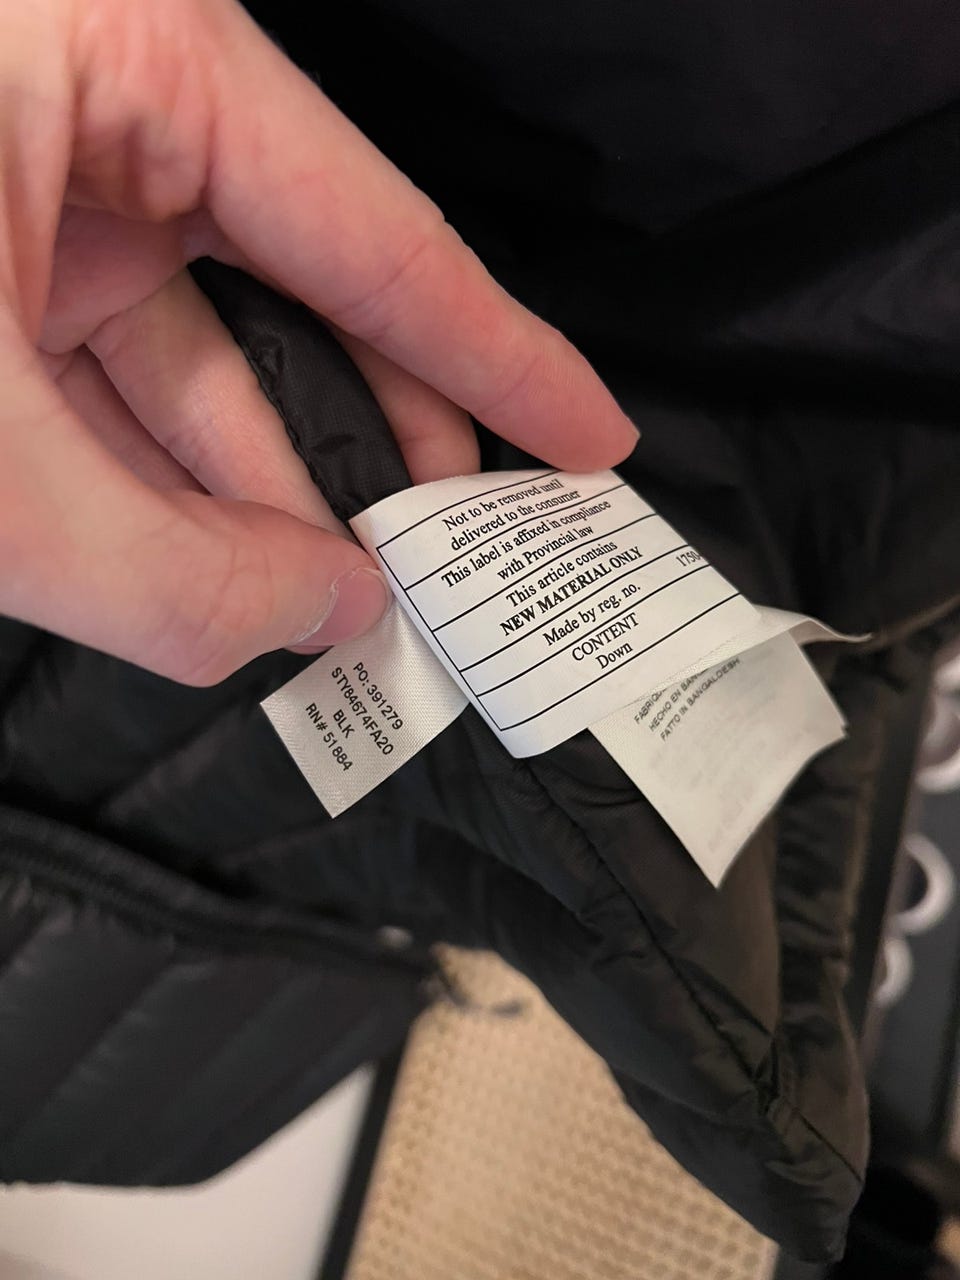 Not to be removed until
delivered to the consumer
This label is affixed in compliance
with Provincial law
This article contains
NEW MATERIAL ONLY
Made by reg. no. 1750
CONTENT
Down
PO: 391279
STY84674FA20
BLK
RN# 51884
HECHO EN
FATTO IN BANGALDESH